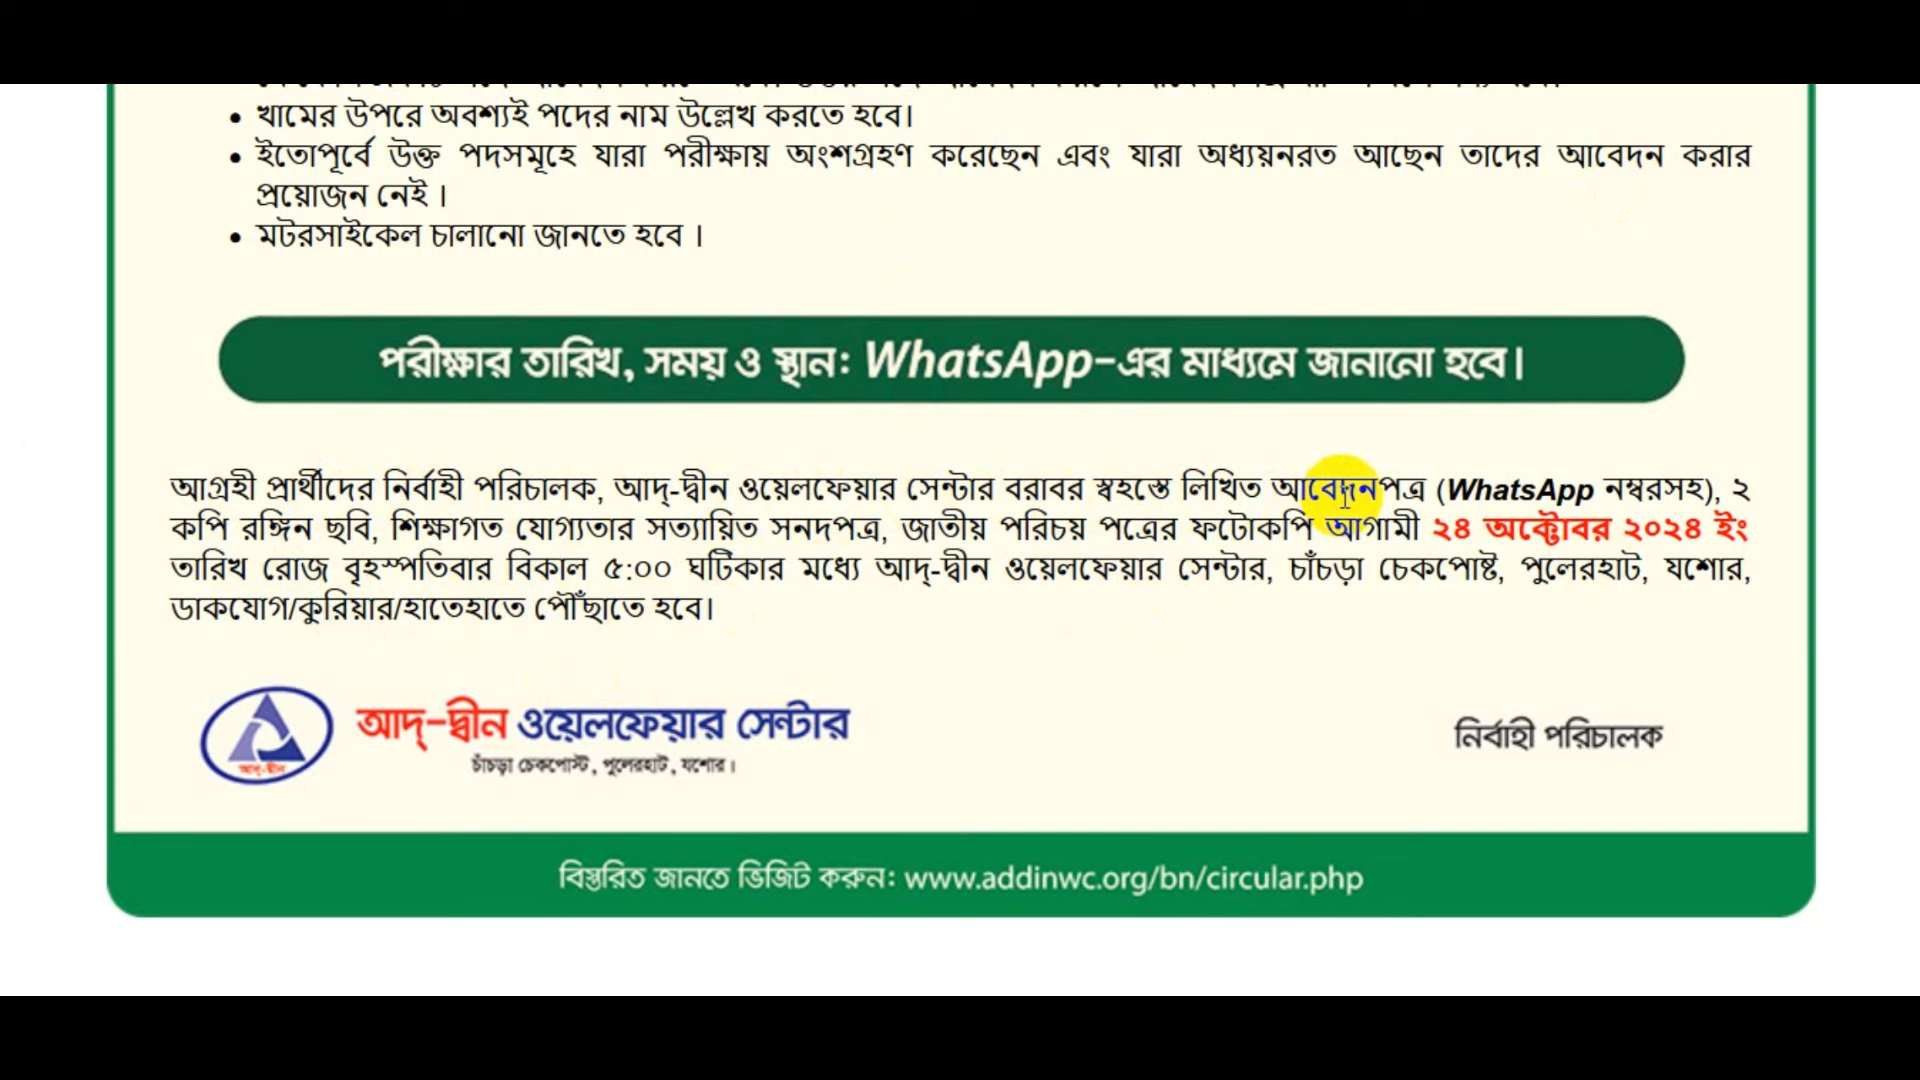 • খামের উপরে অবশ্যই পদের নাম উল্লেখ করতে হবে।
• ইতোপূর্বে উক্ত পদসমূহে যারা পরীক্ষায় অংশগ্রহণ করেছেন এবং যারা অধ্যয়নরত আছেন তাদের আবেদন করার
প্রয়োজন নেই ।
• মটরসাইকেল চালানো জানতে হবে ।
পরীক্ষার তারিখ, সময় ও স্থান: WhatsApp-এর মাধ্যমে জানানো হবে।
আগ্রহী প্রার্থীদের নির্বাহী পরিচালক, আদ্-দ্বীন ওয়েলফেয়ার সেন্টার বরাবর স্বহস্তে লিখিত আবেদনপত্র (WhatsApp নম্বরসহ), ২
কপি রঙ্গিন ছবি, শিক্ষাগত যোগ্যতার সত্যায়িত সনদপত্র, জাতীয় পরিচয় পত্রের ফটোকপি আগামী ২৪ অক্টোবর ২০২৪ ইং
তারিখ রোজ বৃহস্পতিবার বিকাল ৫:০০ ঘটিকার মধ্যে আদ্-দ্বীন ওয়েলফেয়ার সেন্টার, চাঁচড়া চেকপোষ্ট, পুলেরহাট, যশোর,
ডাকযোগ/কুরিয়ার/হাতেহাতে পৌঁছাতে হবে।
আদ্-দ্বীন
আদ্-দ্বীন ওয়েলফেয়ার সেন্টার
চাঁচড়া চেকপোস্ট, পুলেরহাট, যশোর।
নির্বাহী পরিচালক
বিস্তরিত জানতে ভিজিট করুন: www.addinwc.org/bn/circular.php